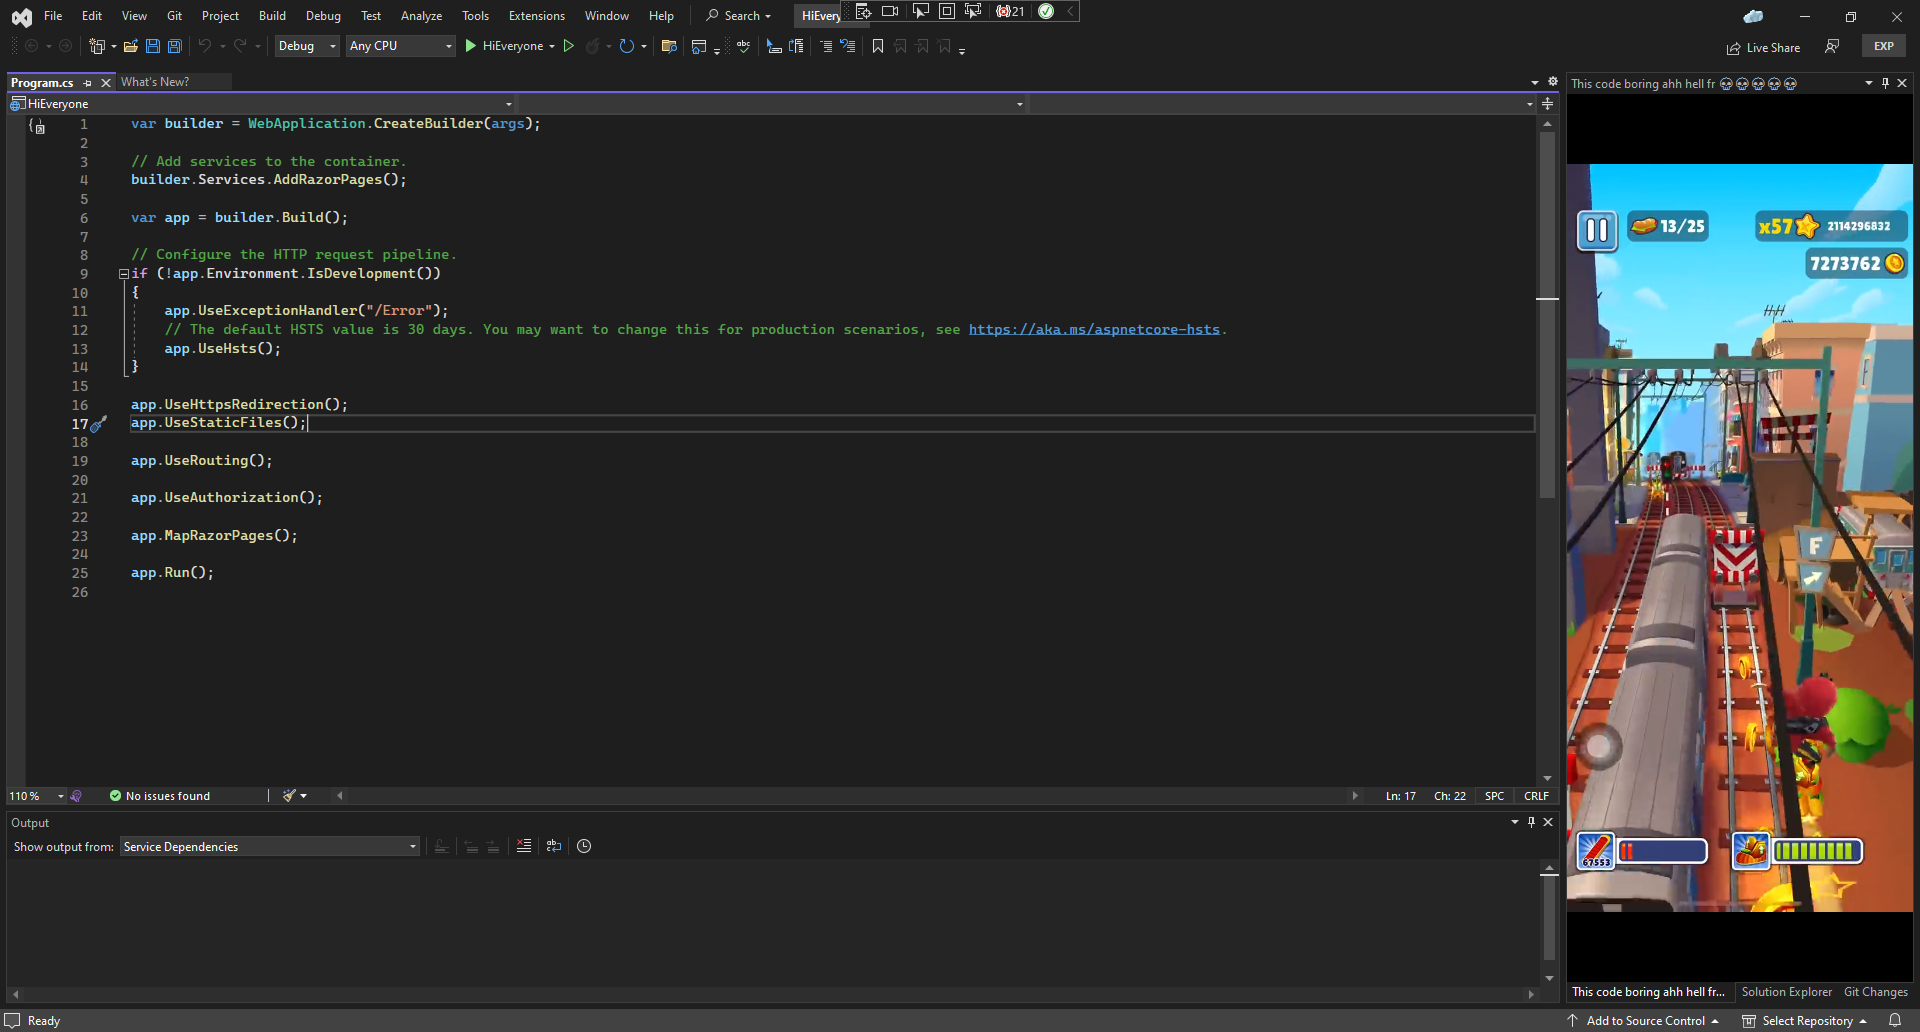 File Edit View Git Project Build Debug Test Analyze Tools Extensions Window Help Search HiEvery 21
Debug Any CPU HiEveryone Live Share EXP
Program.cs What's New?
HiEveryone
1 var builder = WebApplication.CreateBuilder(args);
2
3 // Add services to the container.
4 builder.Services.AddRazorPages();
5
6 var app = builder.Build();
7
8 // Configure the HTTP request pipeline.
9 if (!app.Environment.IsDevelopment())
10 {
11 app.UseExceptionHandler("/Error");
12 // The default HSTS value is 30 days. You may want to change this for production scenarios, see https://aka.ms/aspnetcore-hsts.
13 app.UseHsts();
14 }
15
16 app.UseHttpsRedirection();
17 app.UseStaticFiles();
18
19 app.UseRouting();
20
21 app.UseAuthorization();
22
23 app.MapRazorPages();
24
25 app.Run();
26
110 % No issues found Ln: 17 Ch: 22 SPC CRLF
Output
Show output from: Service Dependencies
This code boring ahh hell fr 💀💀💀💀💀
13/25 x57 2114296832
7273762
F
67553
This code boring ahh hell fr... Solution Explorer Git Changes
Ready Add to Source Control Select Repository